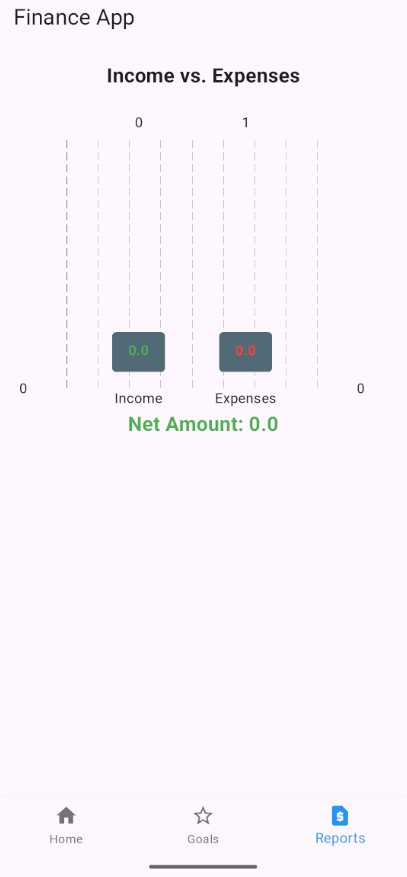 Finance App
Income vs. Expenses
0 1
0.0 0.0
0 0
Income Expenses
Net Amount: 0.0
Home Goals Reports